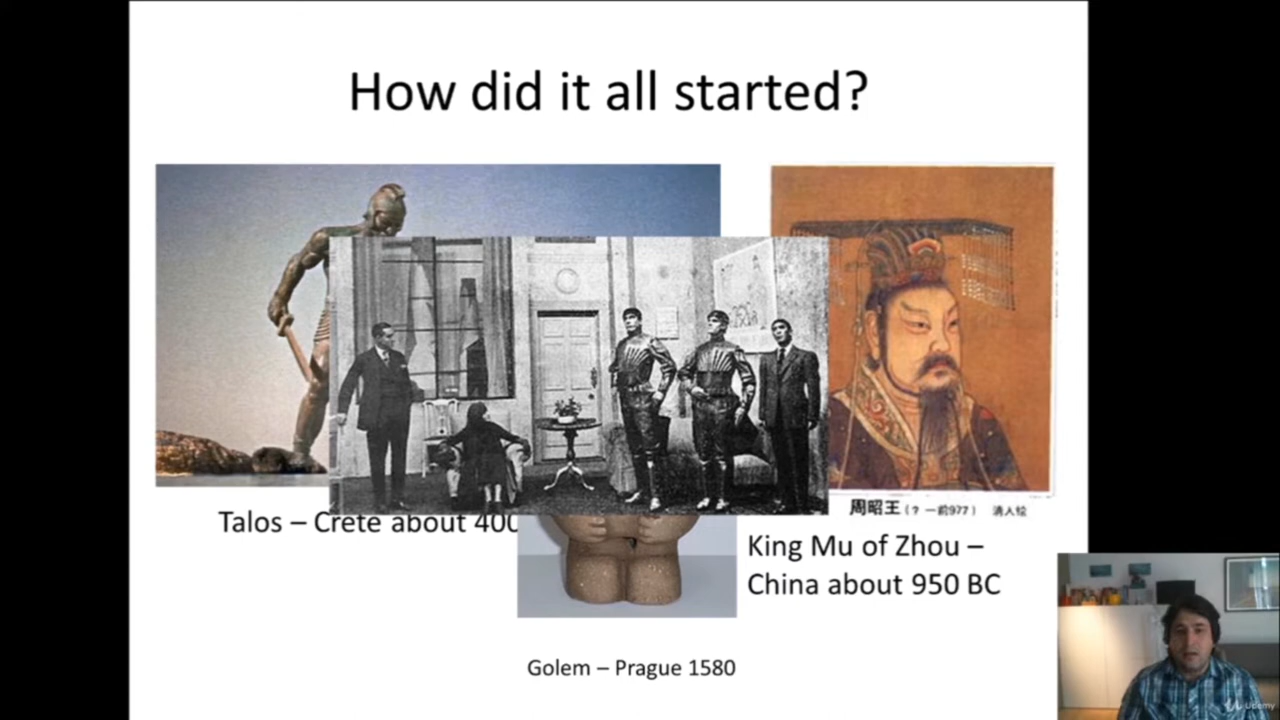 How did it all started?
周昭王 (? 一前977) 清人绘
Talos – Crete about 400
King Mu of Zhou –
China about 950 BC
Golem – Prague 1580
Udemy